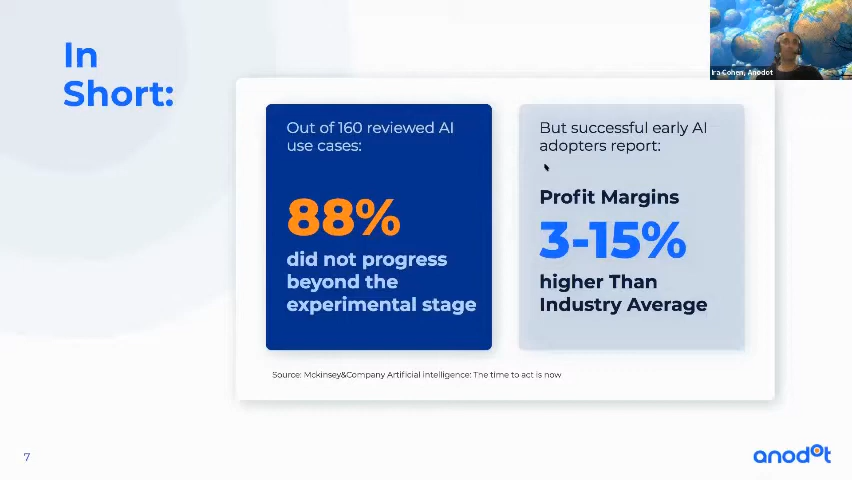 In
Short:
Ira Cohen, Anodot
Out of 160 reviewed AI
use cases:
88%
did not progress
beyond the
experimental stage
But successful early AI
adopters report:
Profit Margins
3-15%
higher Than
Industry Average
Source: Mckinsey&Company Artificial intelligence: The time to act is now
7
anodot